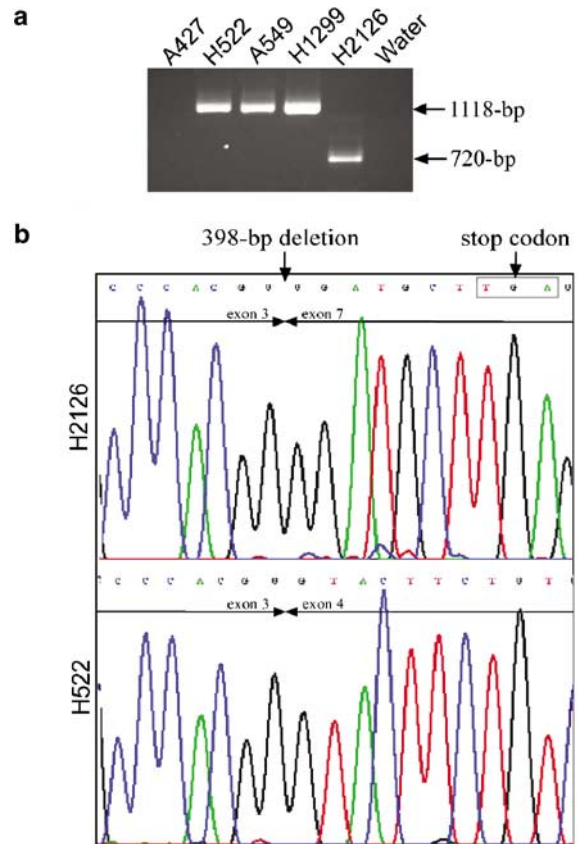 a
A427 H522 A549 H1299 H2126 Water
1118-bp
720-bp
b
398-bp deletion stop codon
C C C A C G G G G A T G C T T G A G
exon 3 exon 7
H2126
C C C A C G G G T A C T T C T G T
exon 3 exon 4
H522